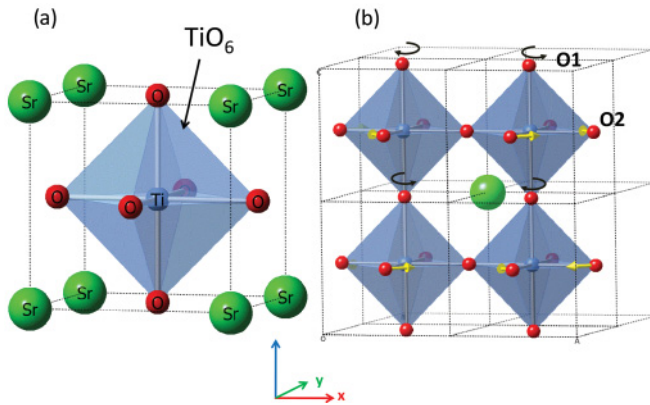 (a)
TiO₆
Sr Sr Sr Sr
O
Ti
O O O
O
Sr Sr Sr Sr
(b)
O1
O2
C
O
A
y
x